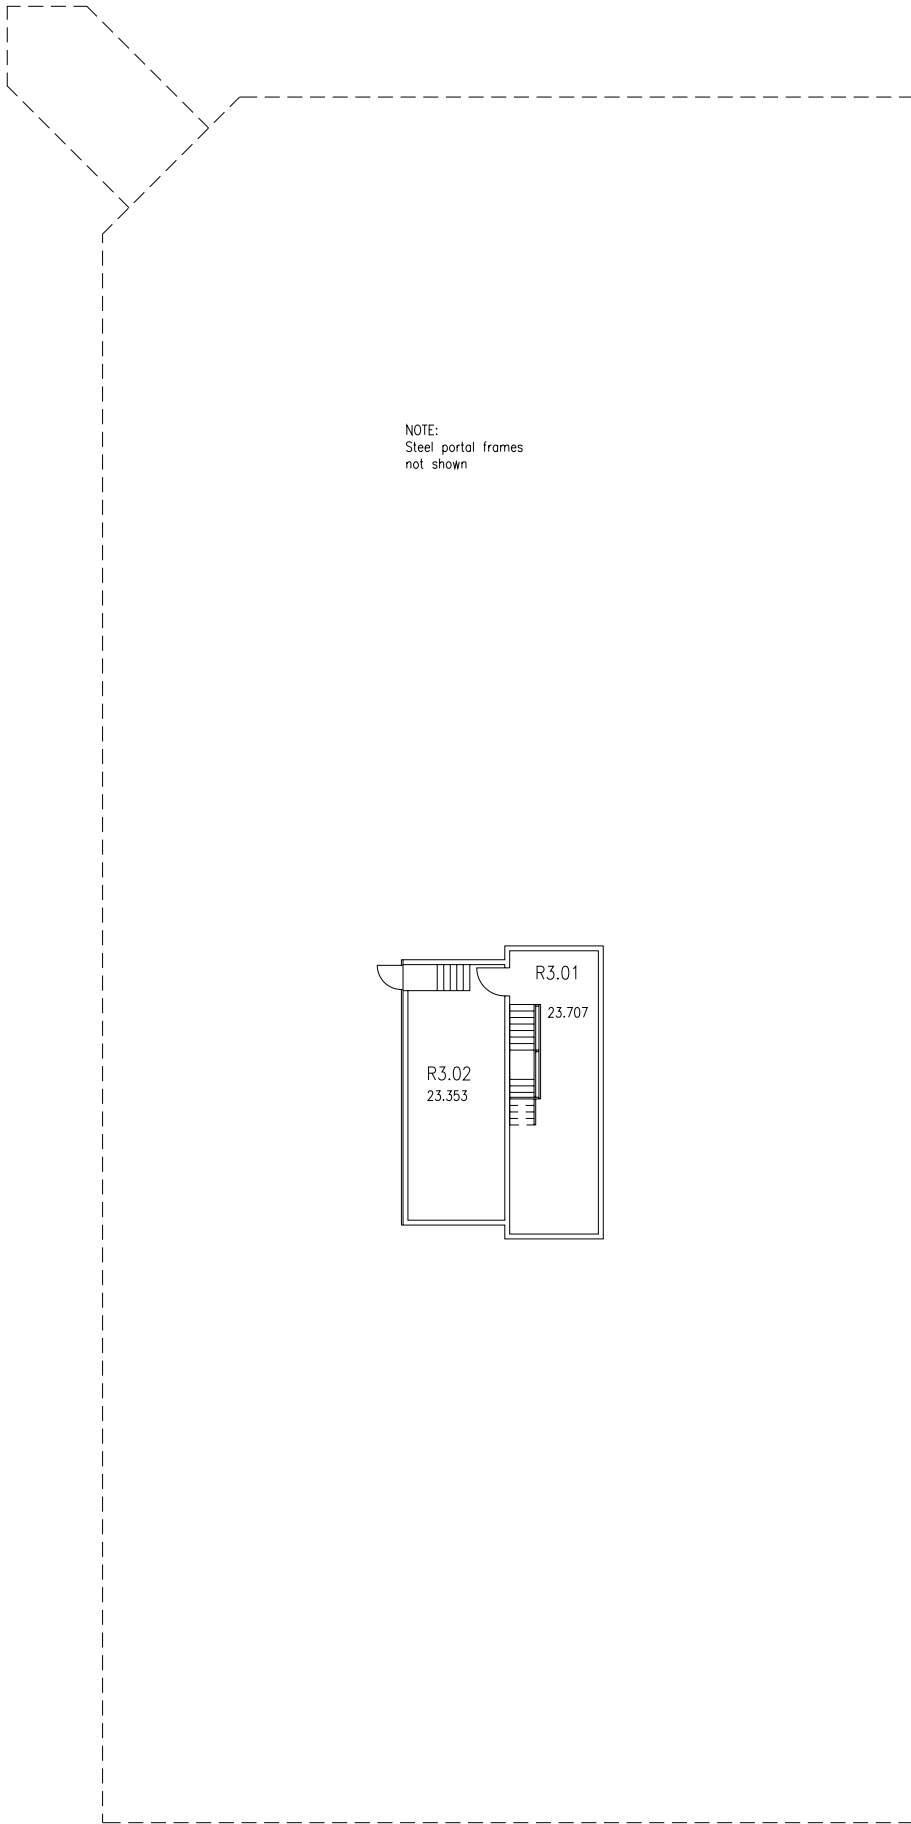 NOTE:
Steel portal frames
not shown
R3.01
23.707
R3.02
23.353